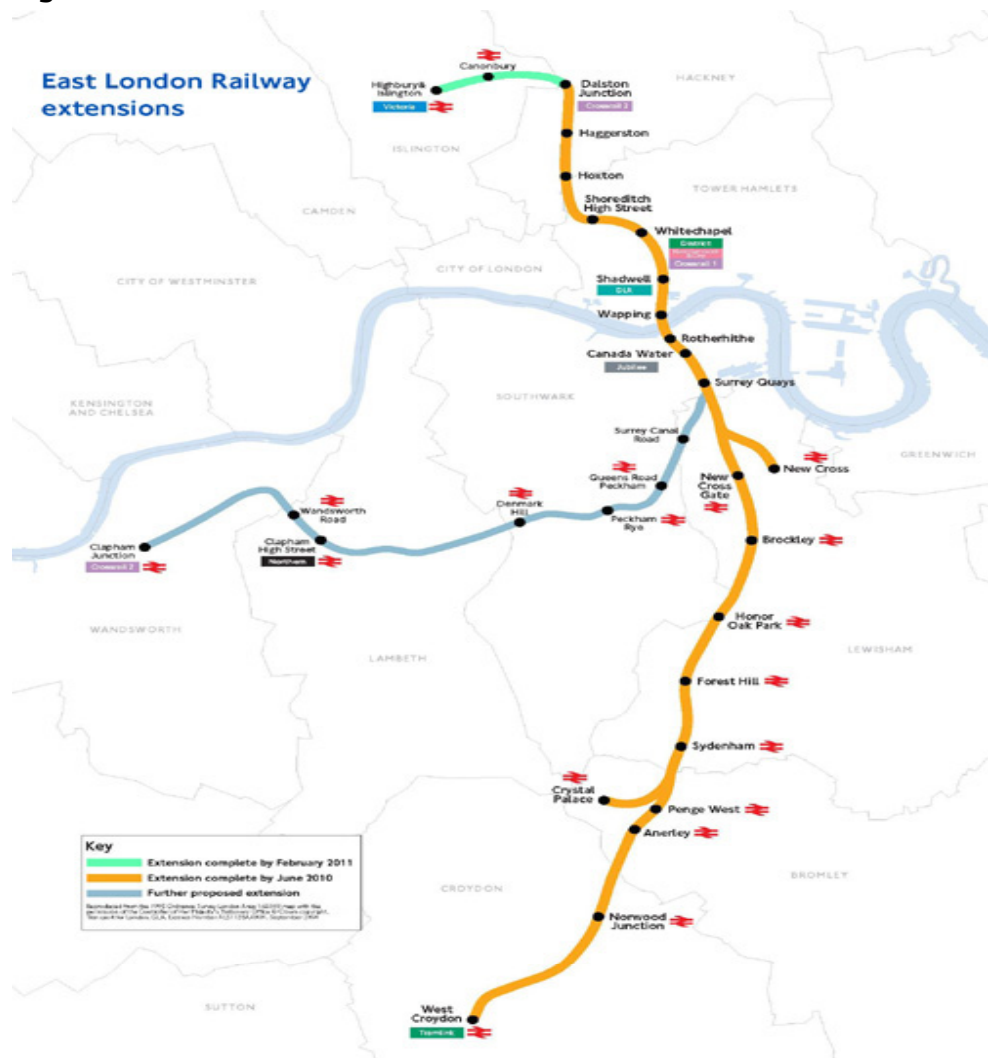 East London Railway
extensions
Canonbury
Highbury&
Islington
Victoria
Dalston
Junction
Crossrail 2
HACKNEY
Haggerston
ISLINGTON
Hoxton
TOWER HAMLETS
Shoreditch
High Street
CAMDEN
Whitechapel
District
Crossrail 1
CITY OF LONDON
CITY OF WESTMINSTER
Shadwell
DLR
Wapping
Rotherhithe
Canada Water
Jubilee
Surrey Quays
KENSINGTON
AND CHELSEA
SOUTHWARK
Surrey Canal
Road
GREENWICH
New Cross
Queens Road
Peckham
New
Cross
Gate
Wandsworth
Road
Denmark
Hill
Peckham
Rye
Clapham
Junction
Crossrail 2
Clapham
High Street
Northern
Brockley
WANDSWORTH
LAMBETH
Honor
Oak Park
LEWISHAM
Forest Hill
Sydenham
Crystal
Palace
Penge West
Anerley
Key
Extension complete by February 2011
Extension complete by June 2010
Further proposed extension
CROYDON
BROMLEY
Norwood
Junction
SUTTON
West
Croydon
Tramlink